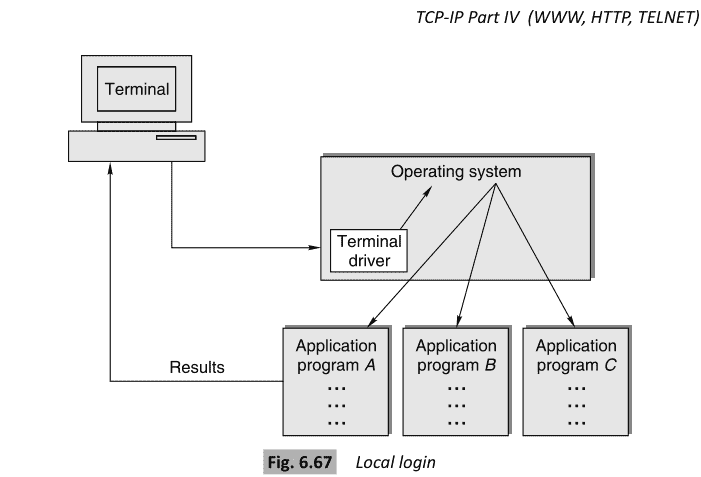 TCP-IP Part IV (WWW, HTTP, TELNET)
Terminal
Operating system
Terminal
driver
Application
program A
...
...
...
Application
program B
...
...
...
Application
program C
...
...
...
Results
Fig. 6.67 Local login